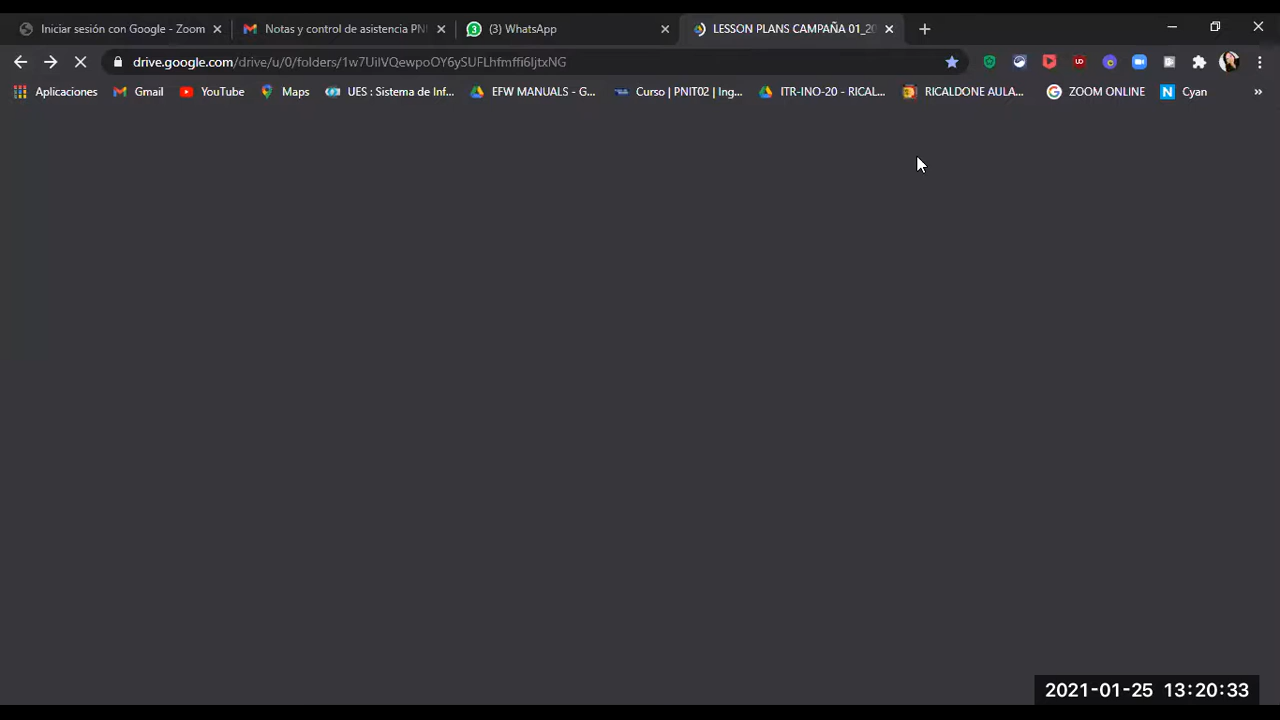 Iniciar sesión con Google - Zoom
Notas y control de asistencia PNI
(3) WhatsApp
LESSON PLANS CAMPAÑA 01_20
drive.google.com/drive/u/0/folders/1w7UiIVQewpoOY6ySUFLhfmffi6ljtxNG
Aplicaciones
Gmail
YouTube
Maps
UES : Sistema de Inf...
EFW MANUALS - G...
Curso | PNIT02 | Ing...
ITR-INO-20 - RICAL...
RICALDONE AULA...
ZOOM ONLINE
Cyan
2021-01-25 13:20:33